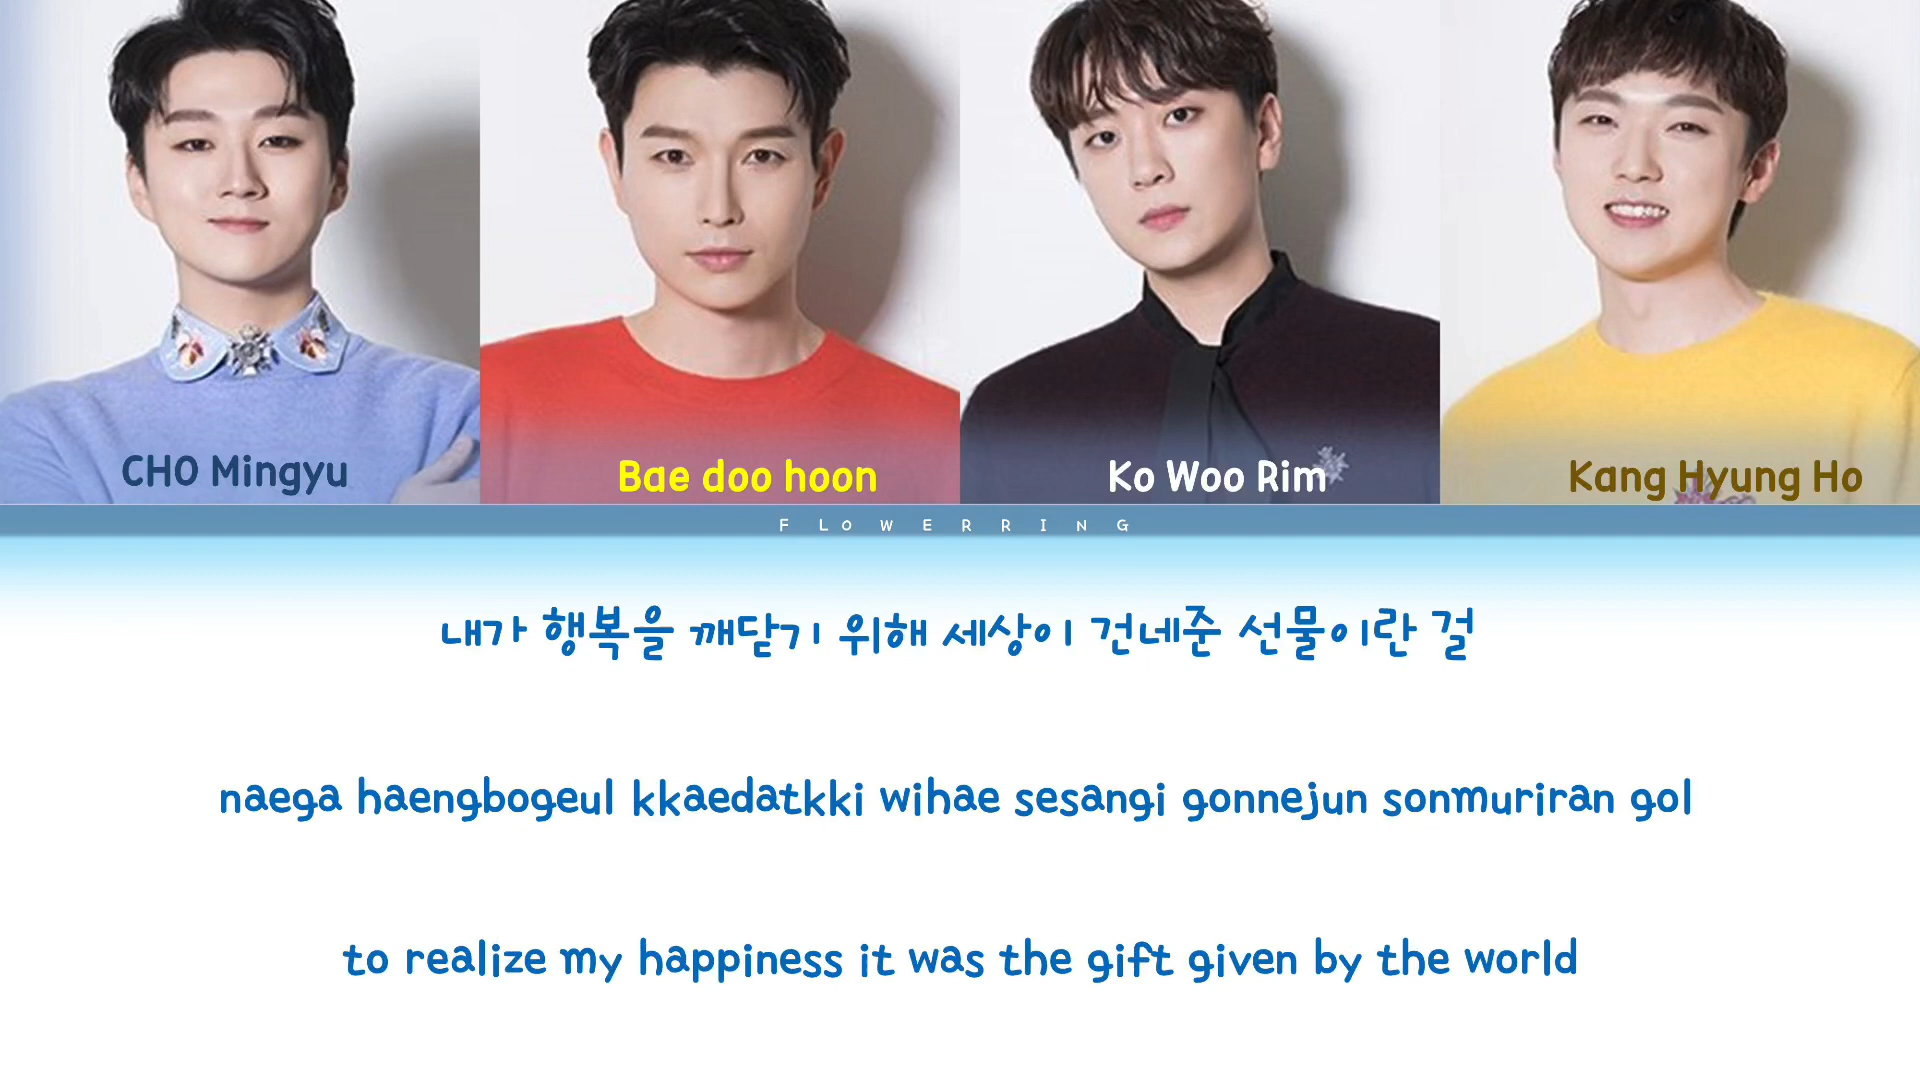 CHO Mingyu
Bae doo hoon
Ko Woo Rim
Kang Hyung Ho
FLOWERRING
내가 행복을 깨닫기 위해 세상이 건네준 선물이란 걸
naega haengbogeul kkaedatkki wihae sesangi gonnejun sonmuriran gol
to realize my happiness it was the gift given by the world